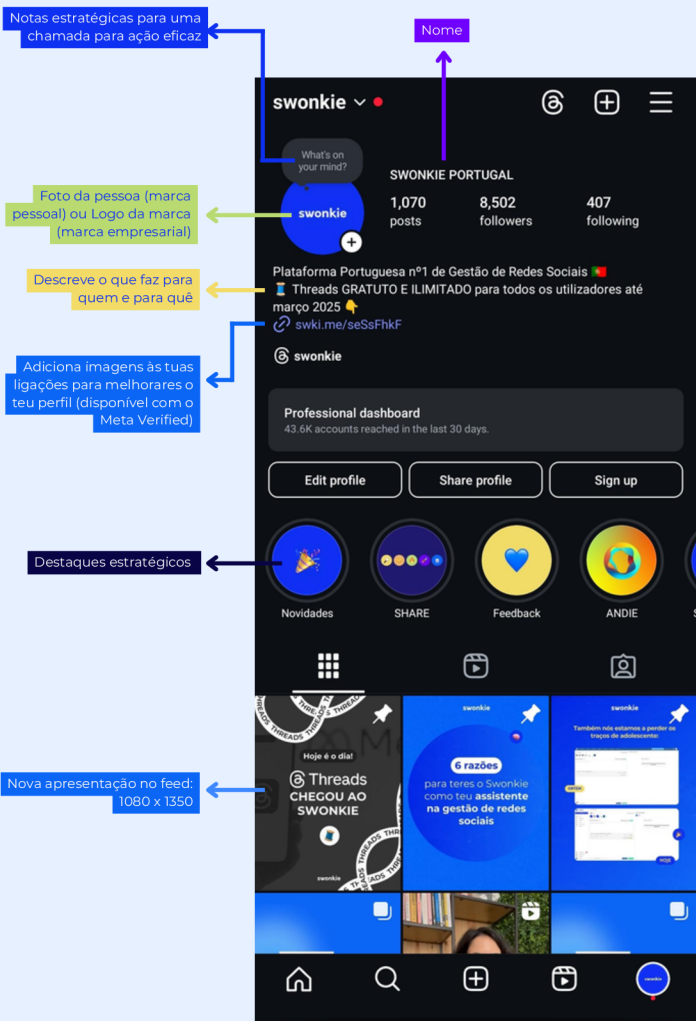 Notas estratégicas para uma
chamada para ação eficaz
Nome
swonkie
What's on
your mind?
SWONKIE PORTUGAL
swonkie
1,070
8,502
407
posts
followers
following
Foto da pessoa (marca
pessoal) ou Logo da marca
(marca empresarial)
Descreve o que faz para
quem e para quê
Plataforma Portuguesa nº1 de Gestão de Redes Sociais 🇵🇹
🧵 Threads GRATUITO E ILIMITADO para todos os utilizadores até
março 2025 👇
swki.me/seSsFhkF
swonkie
Adiciona imagens às tuas
ligações para melhorares o
teu perfil (disponível com o
Meta Verified)
Professional dashboard
43.6K accounts reached in the last 30 days.
Edit profile
Share profile
Sign up
Destaques estratégicos
Novidades
SHARE
Feedback
ANDIE
Nova apresentação no feed:
1080 x 1350
THREADS
Hoje é o dia!
Threads
CHEGOU AO
SWONKIE
THREADS
swonkie
swonkie
6 razões
para teres o Swonkie
como teu assistente
na gestão de redes
sociais
swonkie
Também nós estamos a perder os
traços de adolescente:
HOJE